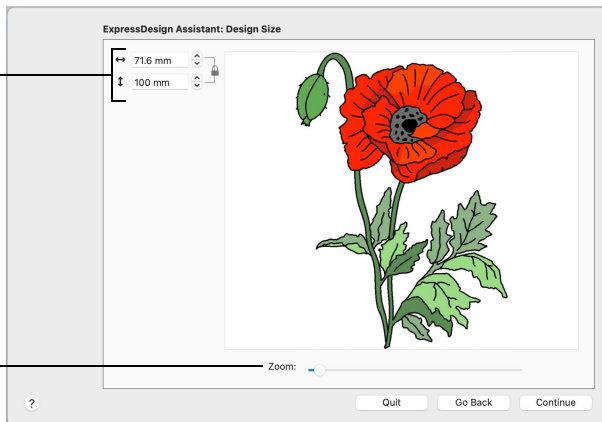 ExpressDesign Assistant: Design Size
71.6 mm
100 mm
Zoom:
? Quit Go Back Continue